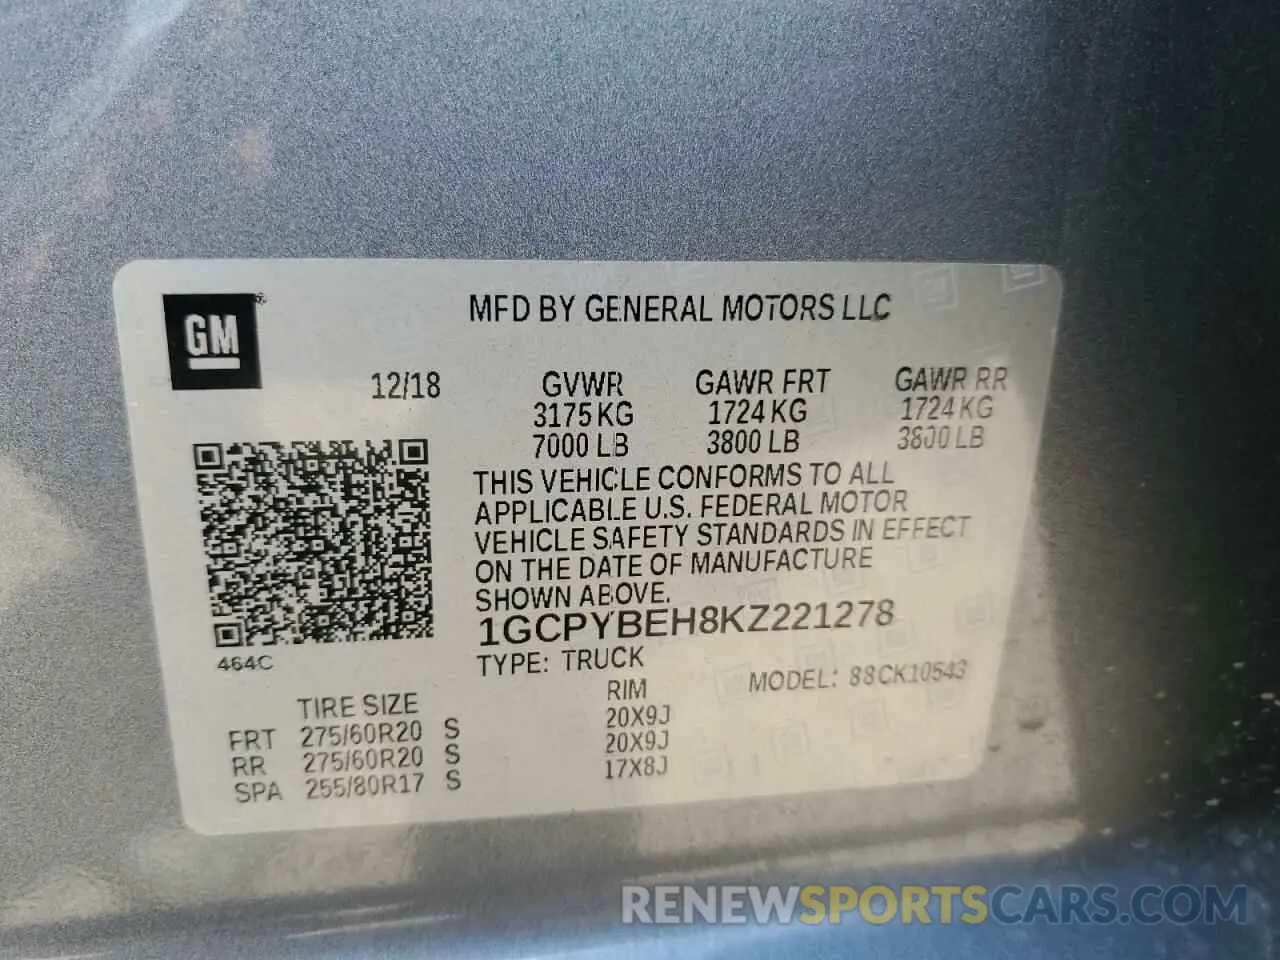 MFD BY GENERAL MOTORS LLC
GM
12/18 GVWR GAWR FRT GAWR RR
3175 KG 1724 KG 1724 KG
7000 LB 3800 LB 3800 LB
THIS VEHICLE CONFORMS TO ALL
APPLICABLE U.S. FEDERAL MOTOR
VEHICLE SAFETY STANDARDS IN EFFECT
ON THE DATE OF MANUFACTURE
SHOWN ABOVE.
1GCPYBEH8KZ221278
464C
TYPE: TRUCK MODEL: 88CK10543
TIRE SIZE RIM
FRT 275/60R20 S 20X9J
RR 275/60R20 S 20X9J
SPA 255/80R17 S 17X8J
RENEWSPORTSCARS.COM